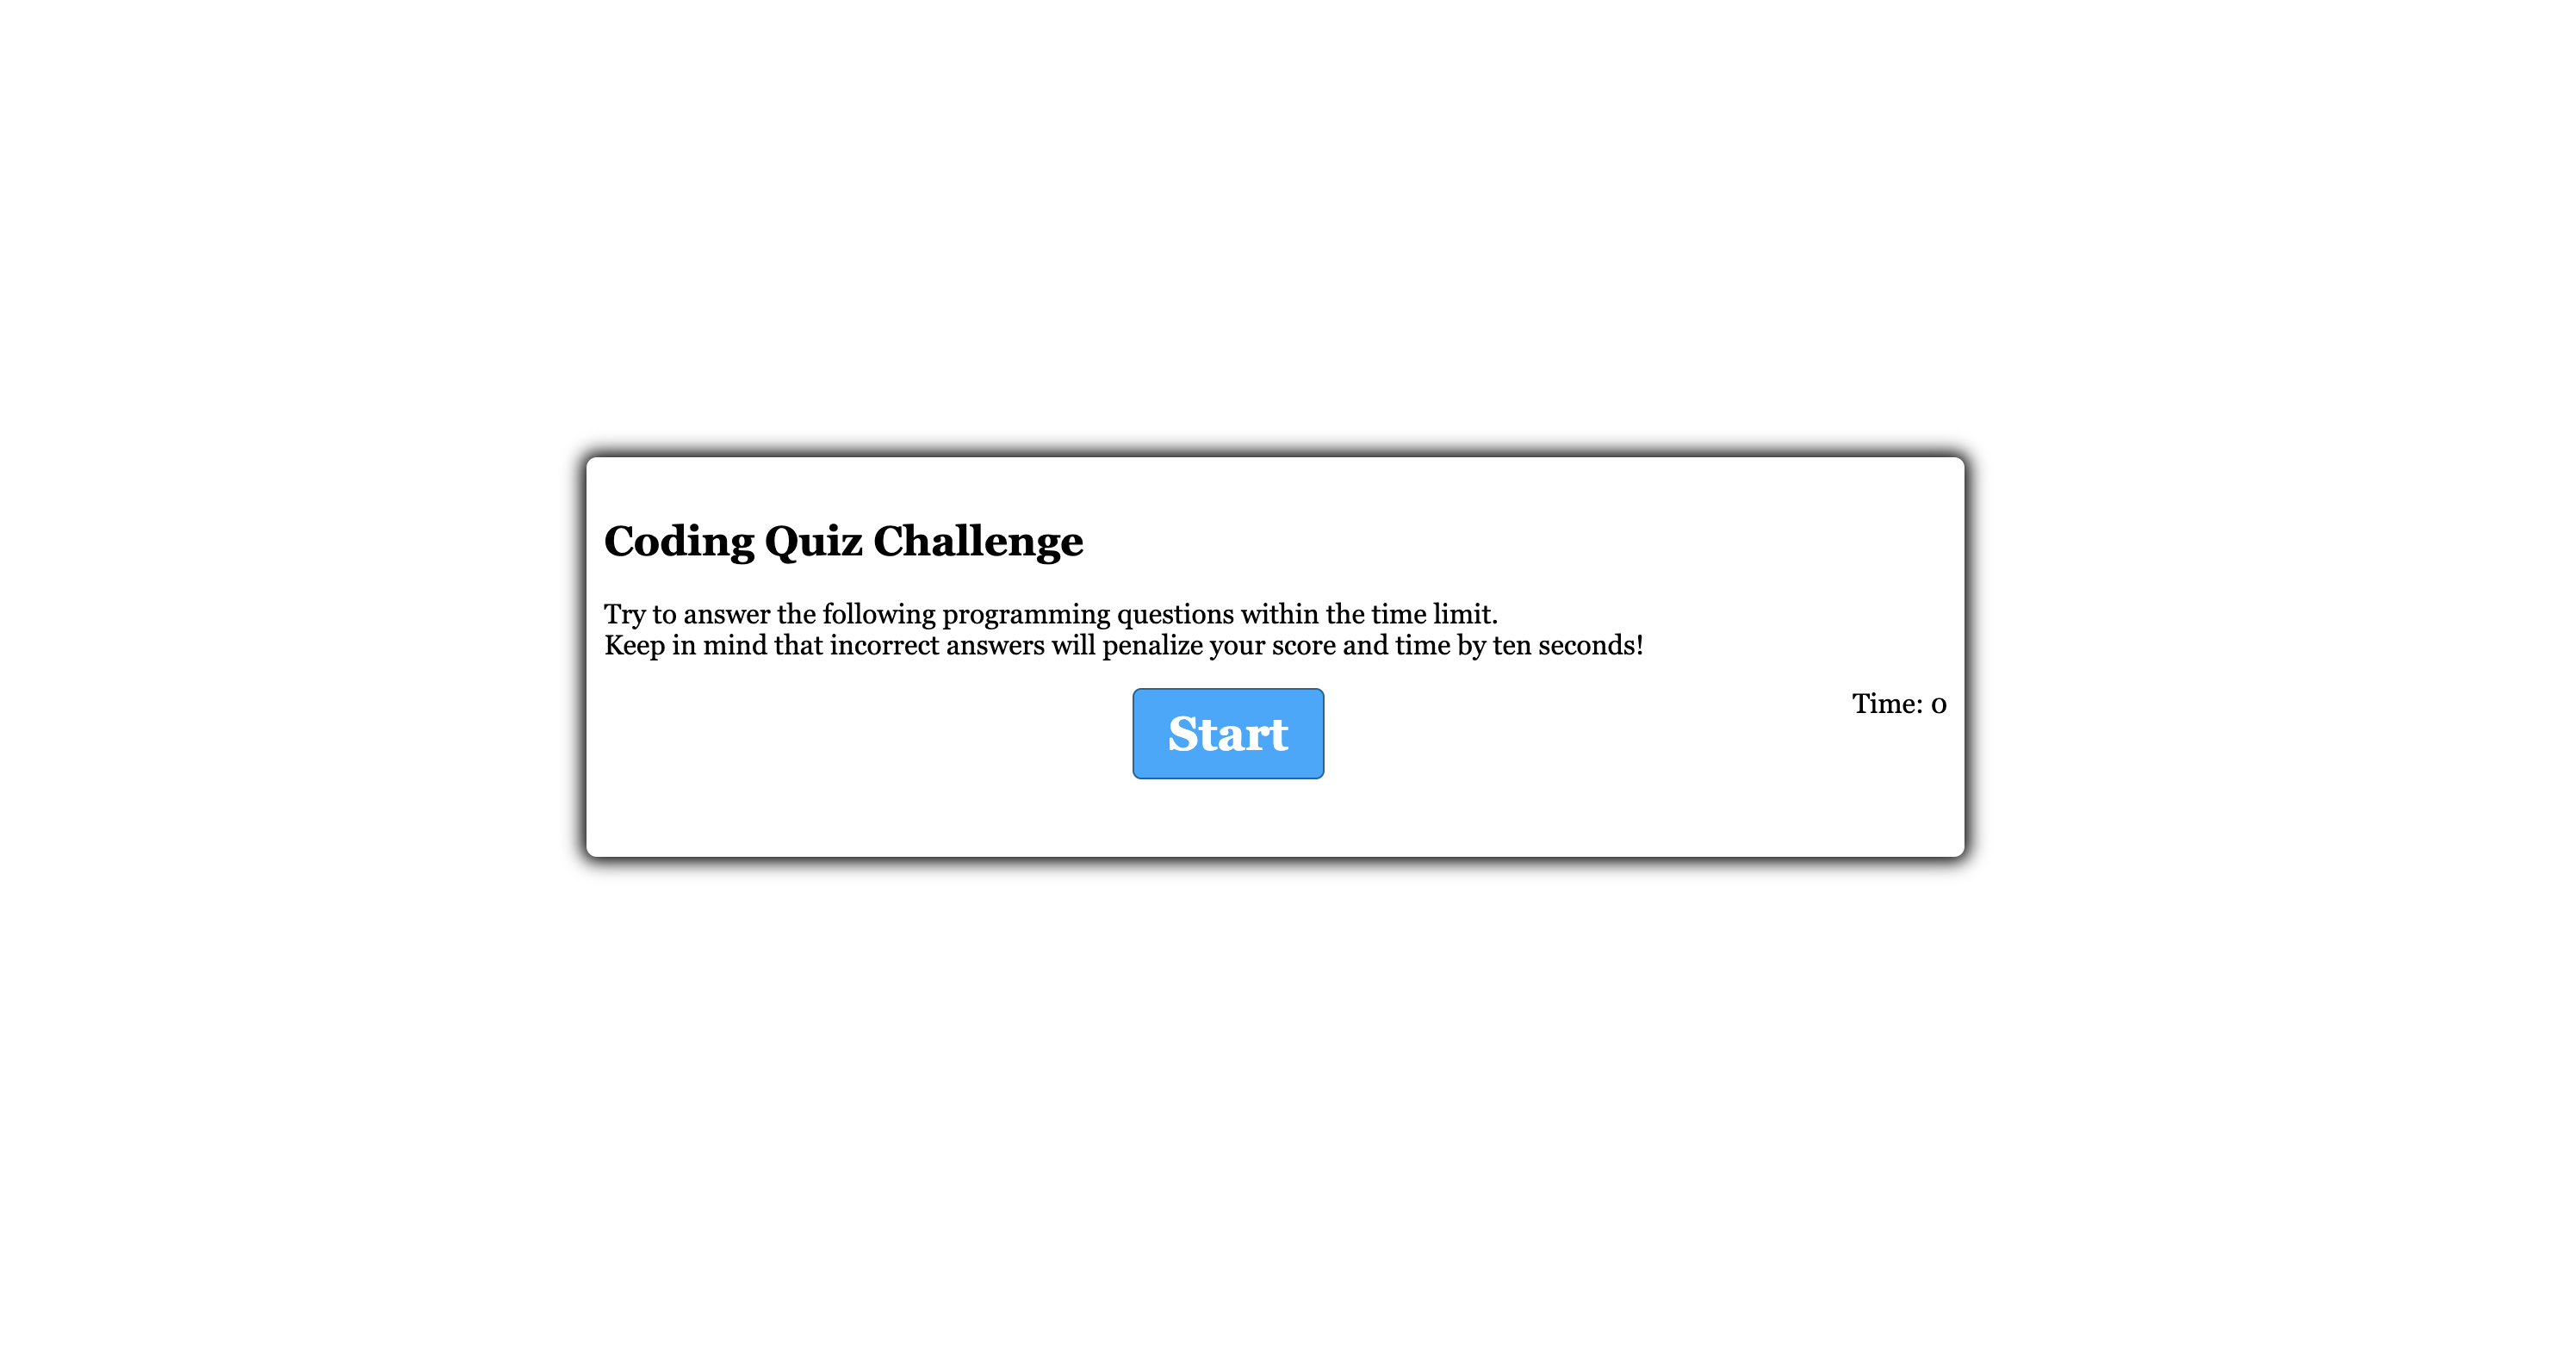 Coding Quiz Challenge
Try to answer the following programming questions within the time limit.
Keep in mind that incorrect answers will penalize your score and time by ten seconds!
Start
Time: 0